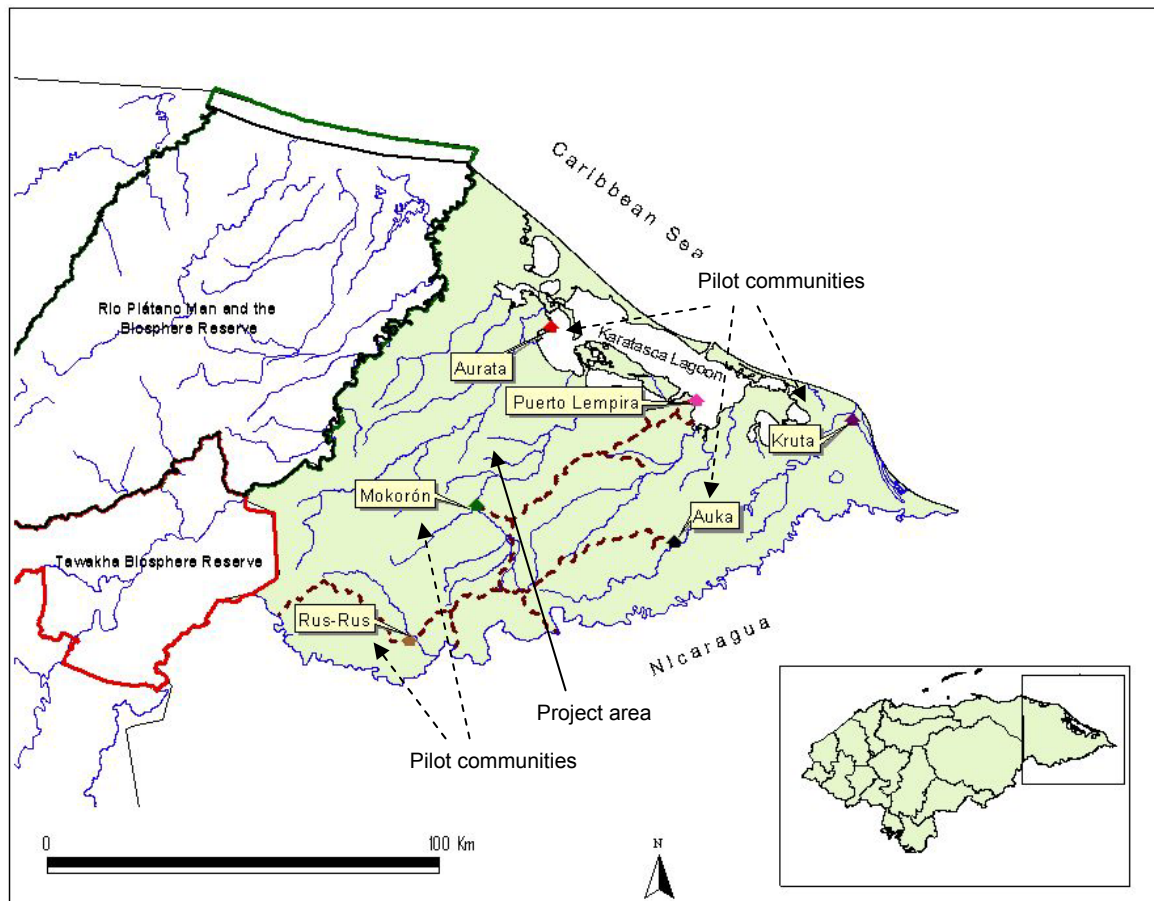 Caribbean Sea
Pilot communities
Rio Plátano Man and the
Biosphere Reserve
Karatasca Lagoon
Aurata
Puerto Lempira
Kruta
Mokorón
Auka
Tawakha Biosphere Reserve
Rus-Rus
Nicaragua
Project area
Pilot communities
0
100 Km
N